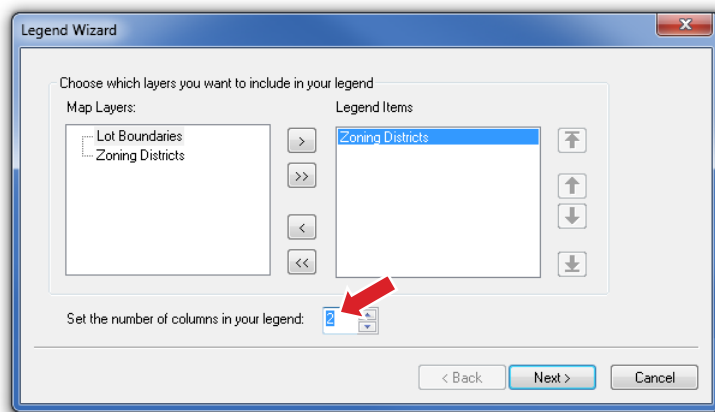 Legend Wizard
Choose which layers you want to include in your legend
Map Layers:
Legend Items
Lot Boundaries
Zoning Districts
Zoning Districts
>
>>
<
<<
Set the number of columns in your legend: 2
< Back
Next >
Cancel